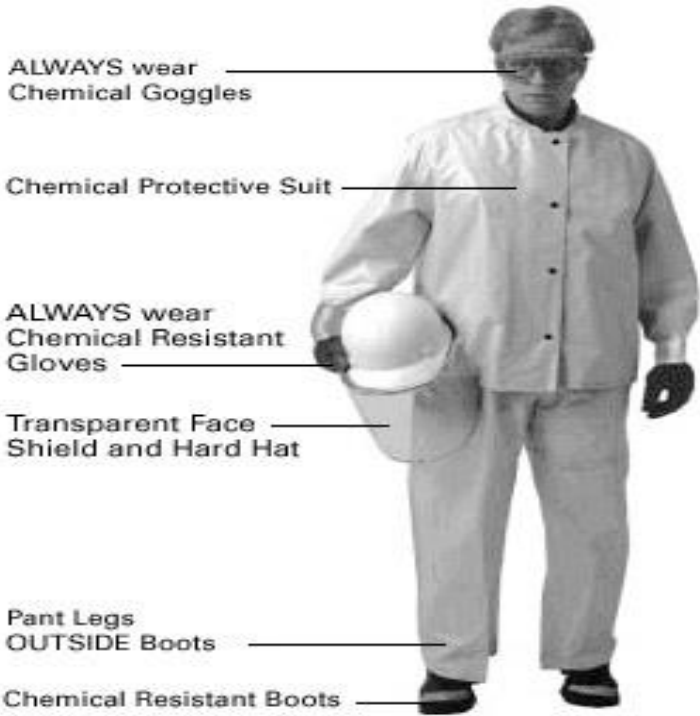 ALWAYS wear
Chemical Goggles
Chemical Protective Suit
ALWAYS wear
Chemical Resistant
Gloves
Transparent Face
Shield and Hard Hat
Pant Legs
OUTSIDE Boots
Chemical Resistant Boots